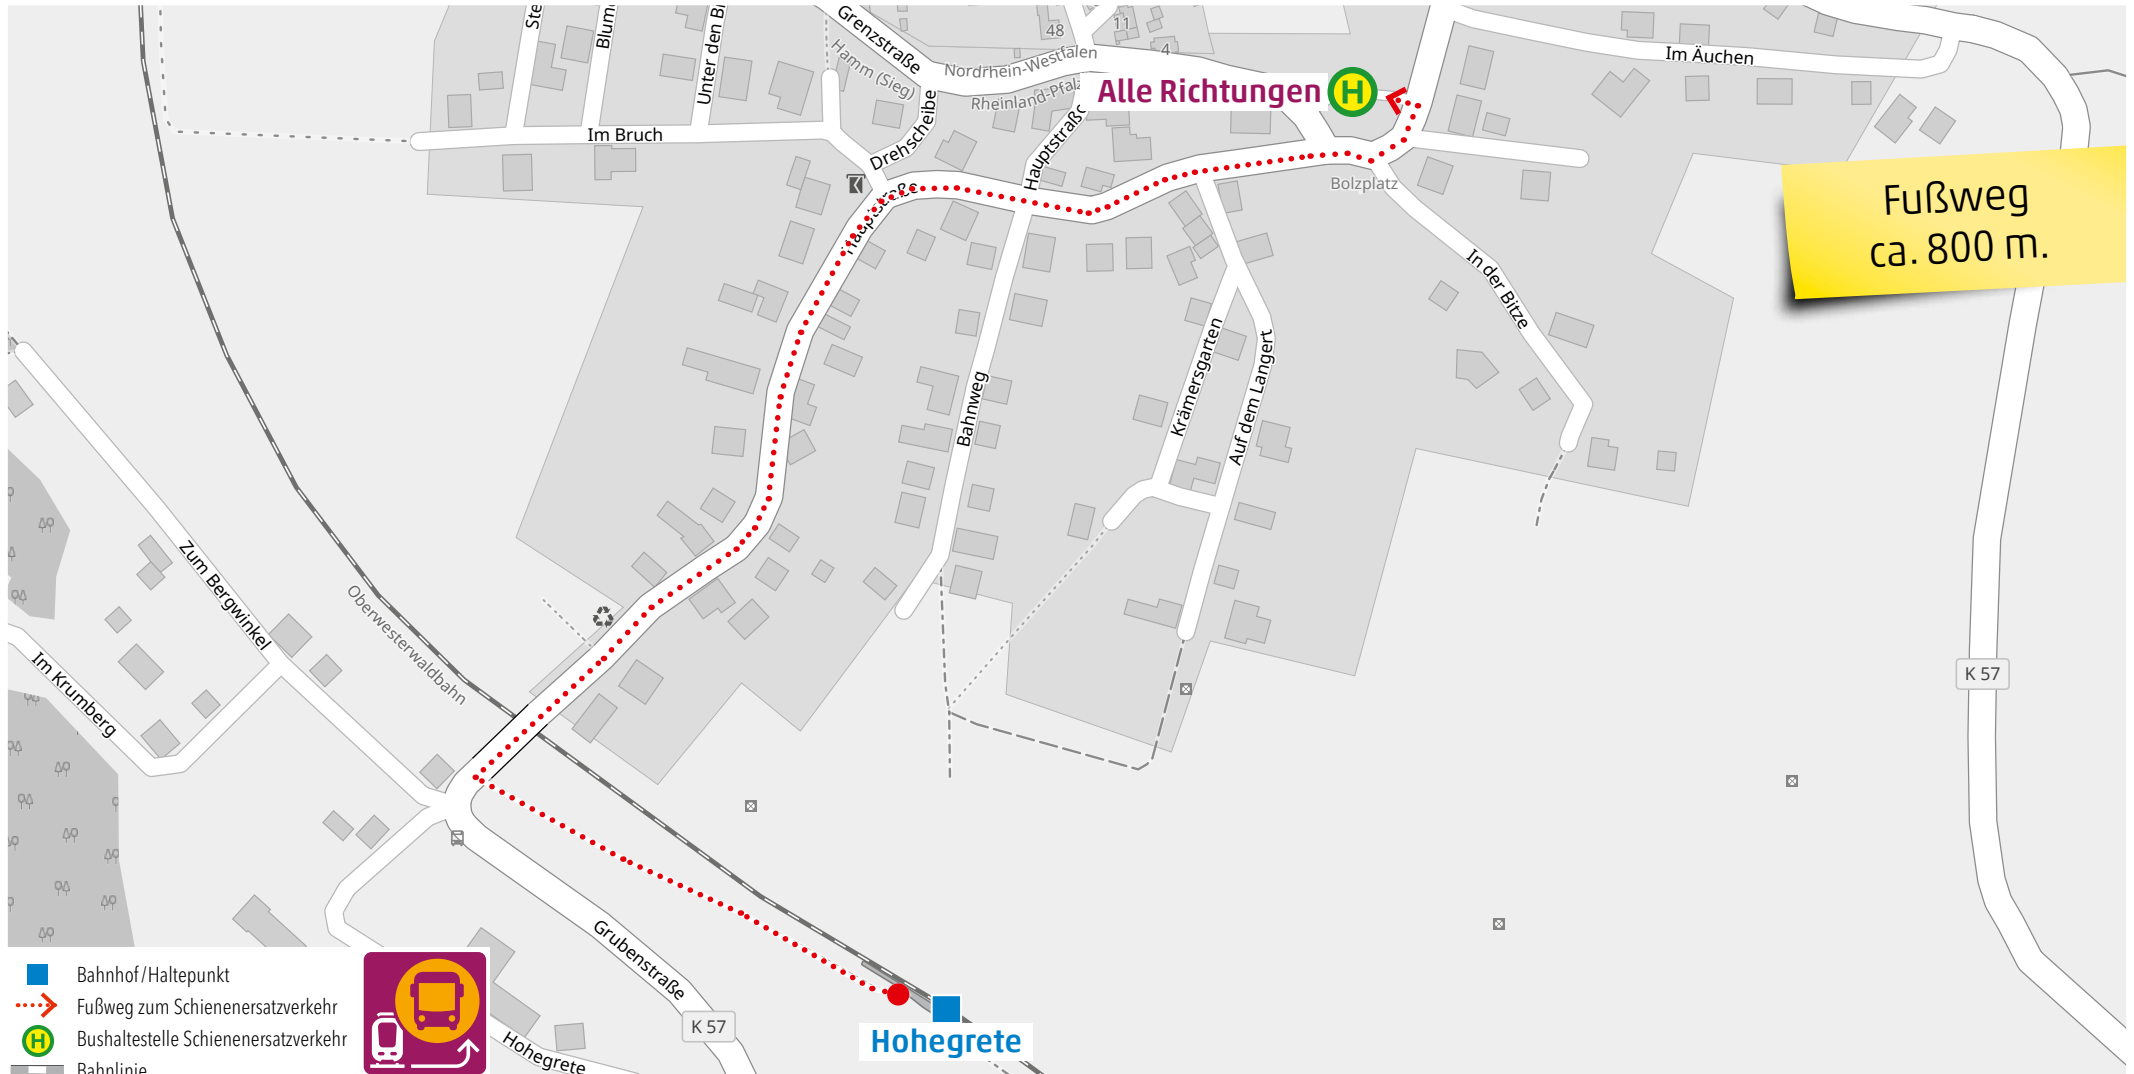 Grenzstraße
Hamm (Sieg)
Nordrhein-Westfalen
48
11
4
Im Äuchen
Unter den Bi
Alle Richtungen
H
Im Bruch
Drehscheibe
Hauptstraße
Bolzplatz
Fußweg
ca. 800 m.
Hauptstraße
In der Bitze
Krämersgarten
Auf dem Langert
Bahnweg
Zum Bergwinkel
Oberwesterwaldbahn
Im Krumberg
K 57
Grubenstraße
K 57
Hohegrete
Hohegrete
Bahnhof/Haltepunkt
Fußweg zum Schienenersatzverkehr
H
Bushaltestelle Schienenersatzverkehr
Bahnlinie